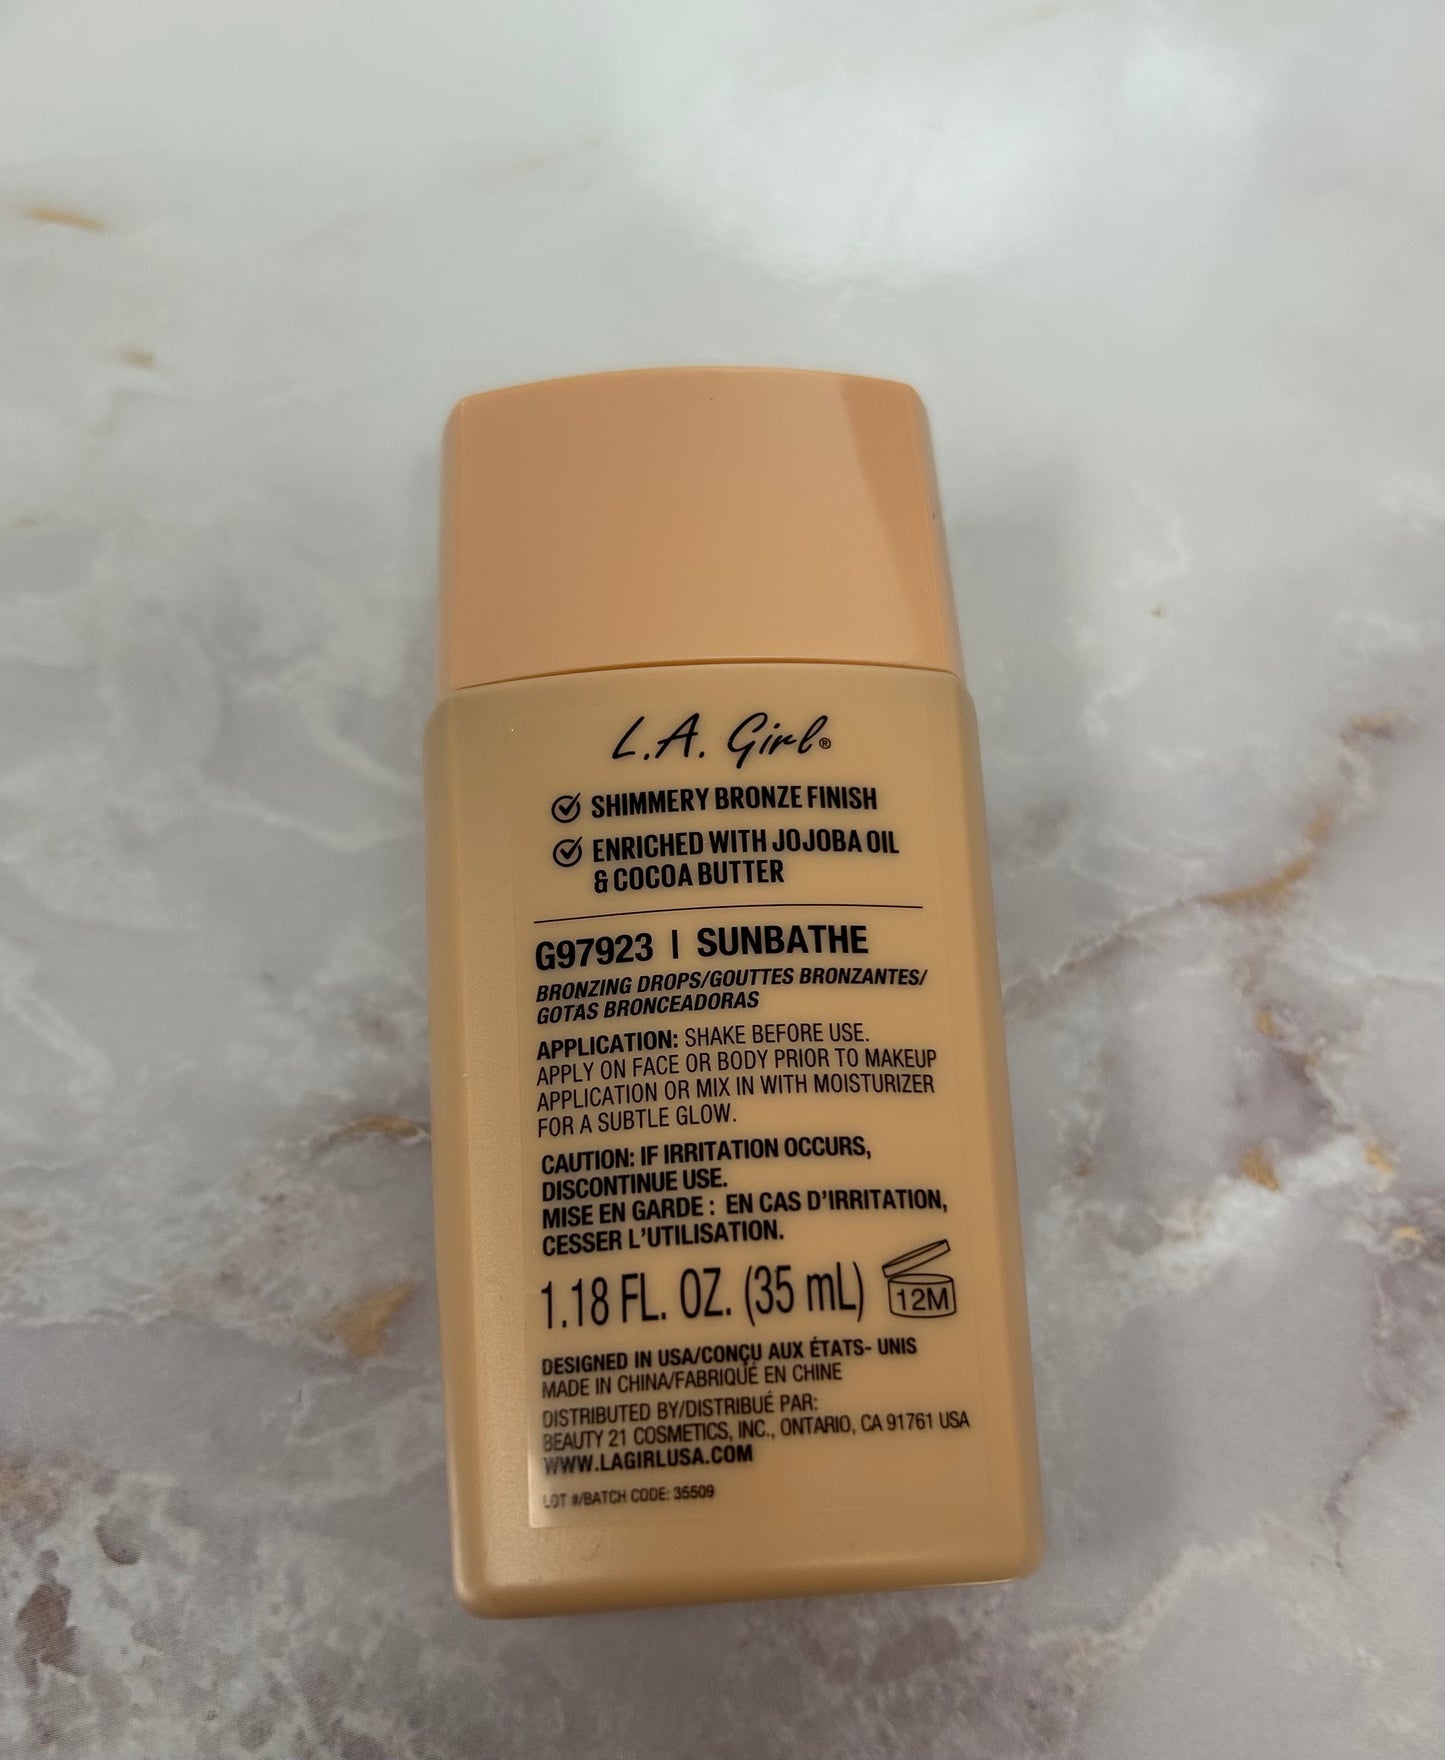 L.A. Girl®
SHIMMERY BRONZE FINISH
ENRICHED WITH JOJOBA OIL
& COCOA BUTTER
G97923 | SUNBATHE
BRONZING DROPS/GOUTTES BRONZANTES/
GOTAS BRONCEADORAS
APPLICATION: SHAKE BEFORE USE.
APPLY ON FACE OR BODY PRIOR TO MAKEUP
APPLICATION OR MIX IN WITH MOISTURIZER
FOR A SUBTLE GLOW.
CAUTION: IF IRRITATION OCCURS,
DISCONTINUE USE.
MISE EN GARDE : EN CAS D'IRRITATION,
CESSER L'UTILISATION.
1.18 FL. OZ. (35 mL) 12M
DESIGNED IN USA/CONÇU AUX ÉTATS- UNIS
MADE IN CHINA/FABRIQUÉ EN CHINE
DISTRIBUTED BY/DISTRIBUÉ PAR:
BEAUTY 21 COSMETICS, INC., ONTARIO, CA 91761 USA
WWW.LAGIRLUSA.COM
LOT #/BATCH CODE: 35509